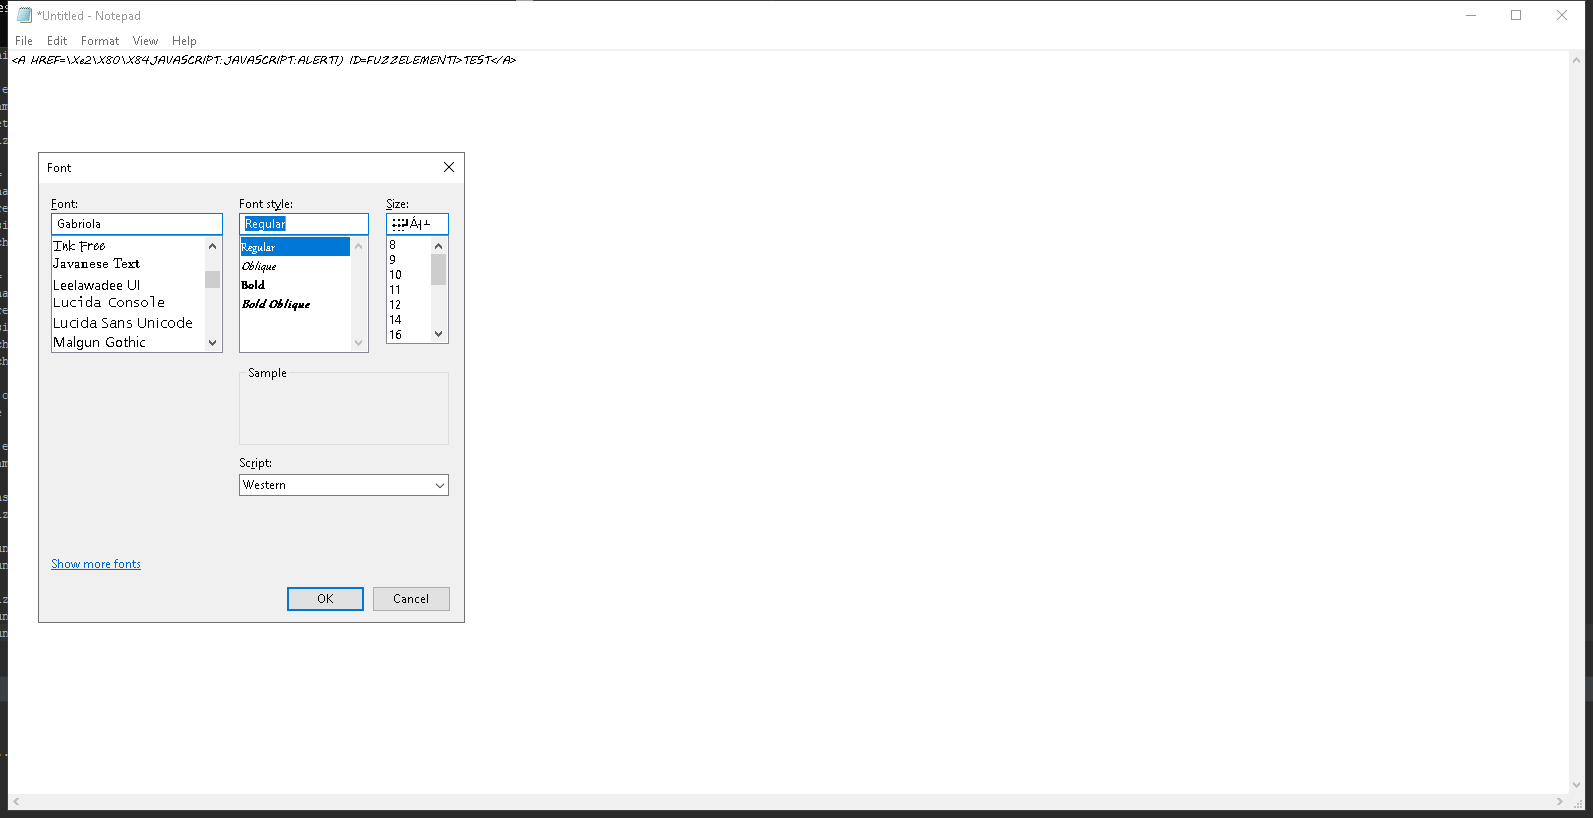 *Untitled - Notepad
File Edit Format View Help
<A HREF=\Xe2\X80\X84JAVASCRIPT:JAVASCRIPT:ALERT(1) ID=FUZZELEMENT1>TEST</A>
Font
Font:
Gabriola
Ink Free
Javanese Text
Leelawadee UI
Lucida Console
Lucida Sans Unicode
Malgun Gothic
Font style:
Regular
Regular
Oblique
Bold
Bold Oblique
Size:
8
9
10
11
12
14
16
Sample
Script:
Western
Show more fonts
OK Cancel